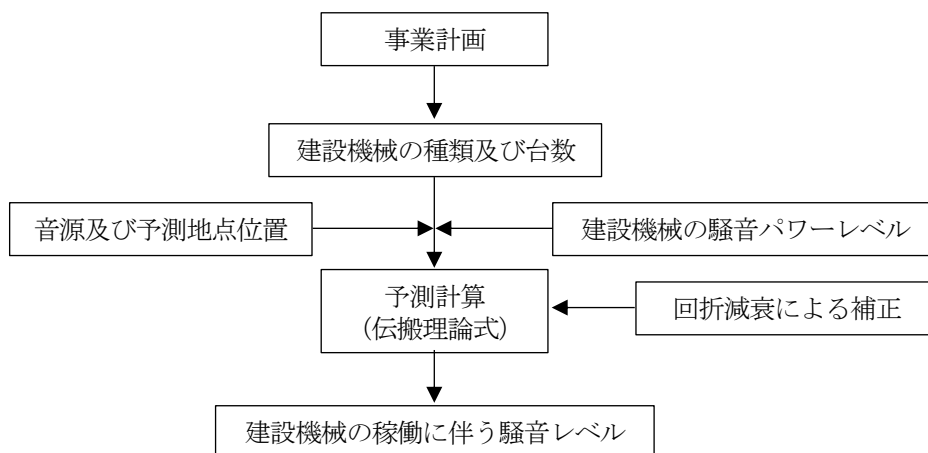 事業計画
建設機械の種類及び台数
音源及び予測地点位置
建設機械の騒音パワーレベル
予測計算
(伝搬理論式)
回折減衰による補正
建設機械の稼働に伴う騒音レベル